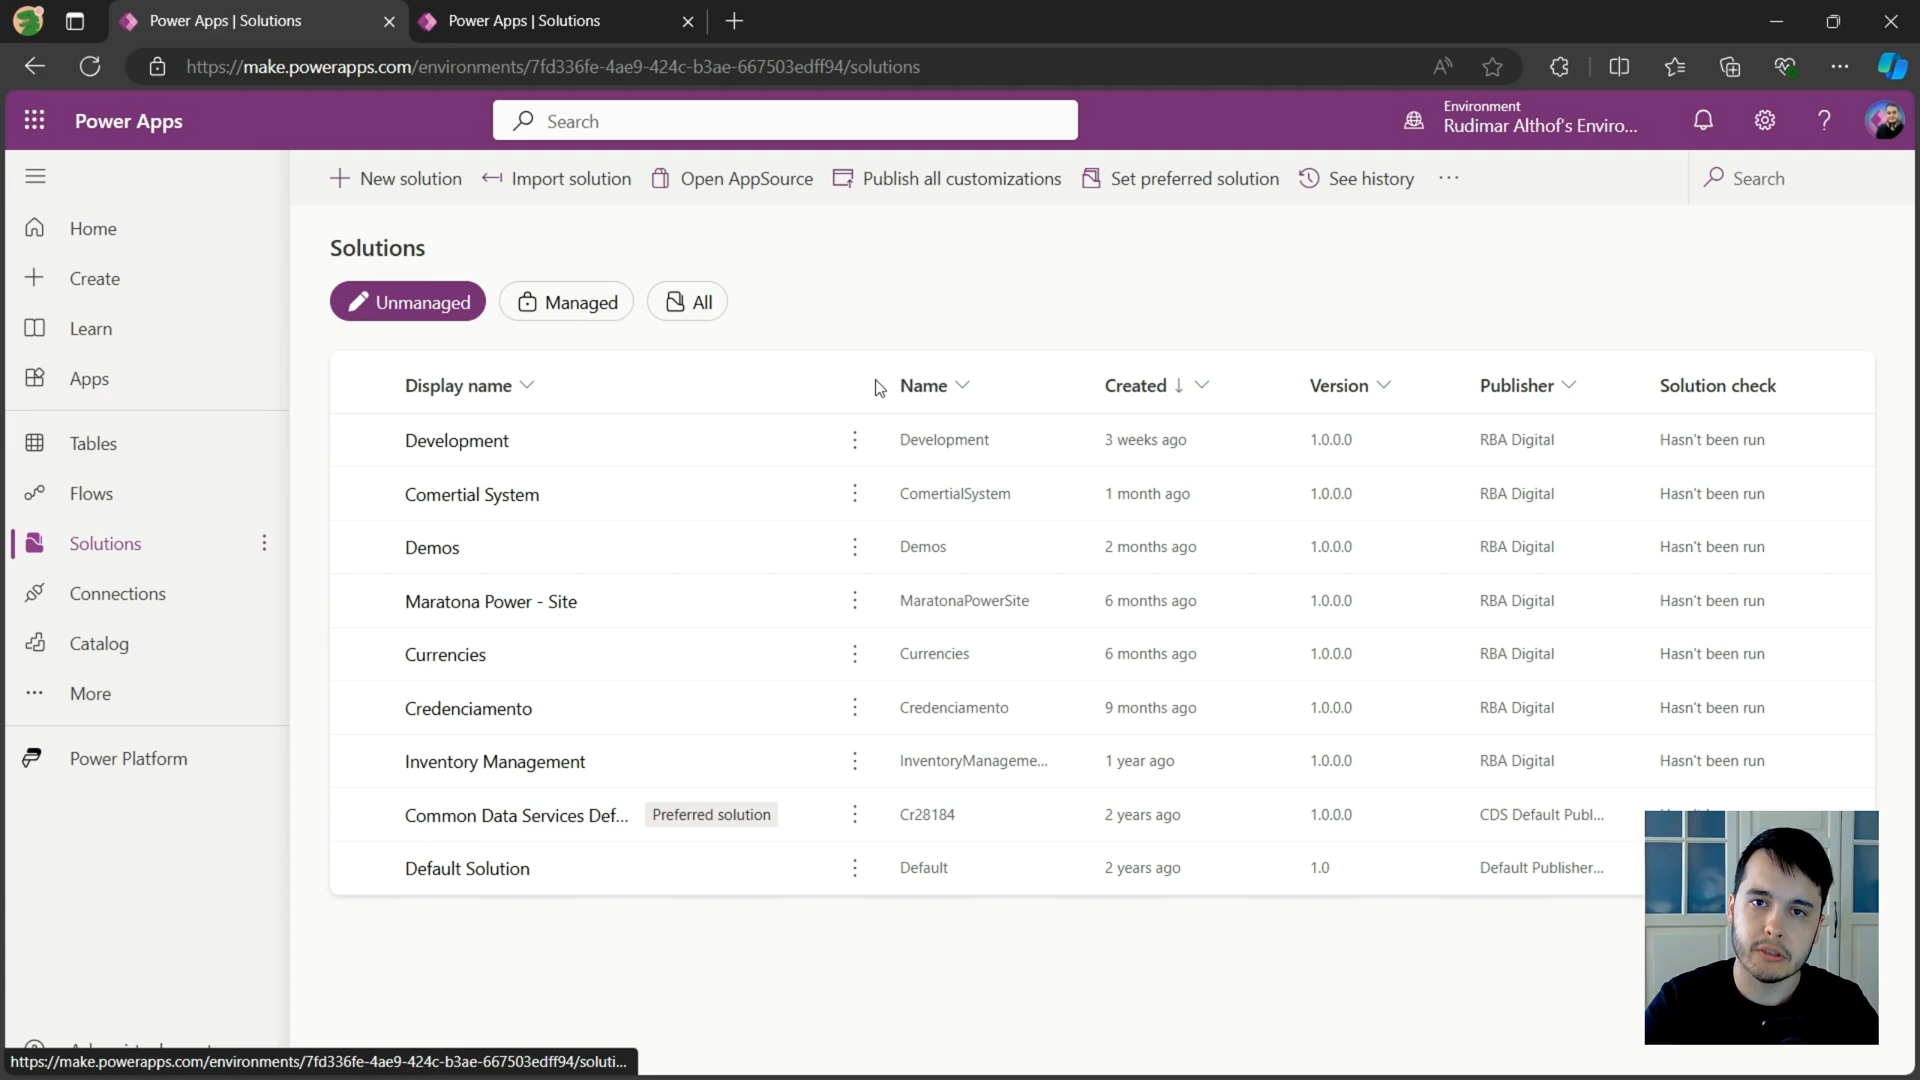 Power Apps | Solutions
Power Apps | Solutions
https://make.powerapps.com/environments/7fd336fe-4ae9-424c-b3ae-667503edff94/solutions
Power Apps
Search
Environment
Rudimar Althof's Enviro...
New solution
Import solution
Open AppSource
Publish all customizations
Set preferred solution
See history
Search
Home
Create
Learn
Apps
Tables
Flows
Solutions
Connections
Catalog
More
Power Platform
Solutions
Unmanaged
Managed
All
Display name Name Created Version Publisher Solution check
Development Development 3 weeks ago 1.0.0.0 RBA Digital Hasn't been run
Comertial System ComertialSystem 1 month ago 1.0.0.0 RBA Digital Hasn't been run
Demos Demos 2 months ago 1.0.0.0 RBA Digital Hasn't been run
Maratona Power - Site MaratonaPowerSite 6 months ago 1.0.0.0 RBA Digital Hasn't been run
Currencies Currencies 6 months ago 1.0.0.0 RBA Digital Hasn't been run
Credenciamento Credenciamento 9 months ago 1.0.0.0 RBA Digital Hasn't been run
Inventory Management InventoryManageme... 1 year ago 1.0.0.0 RBA Digital Hasn't been run
Common Data Services Def... Preferred solution Cr28184 2 years ago 1.0.0.0 CDS Default Publ...
Default Solution Default 2 years ago 1.0 Default Publisher...
https://make.powerapps.com/environments/7fd336fe-4ae9-424c-b3ae-667503edff94/soluti...